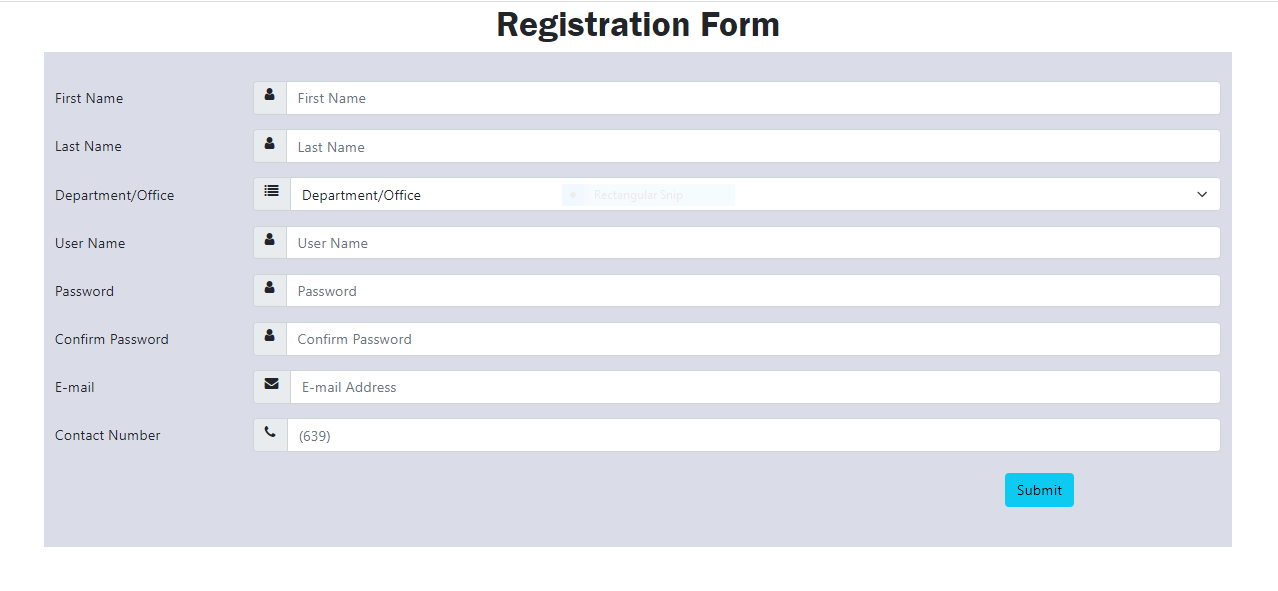 Registration Form
First Name First Name
Last Name Last Name
Department/Office Department/Office Rectangular Snip
User Name User Name
Password Password
Confirm Password Confirm Password
E-mail E-mail Address
Contact Number (639)
Submit